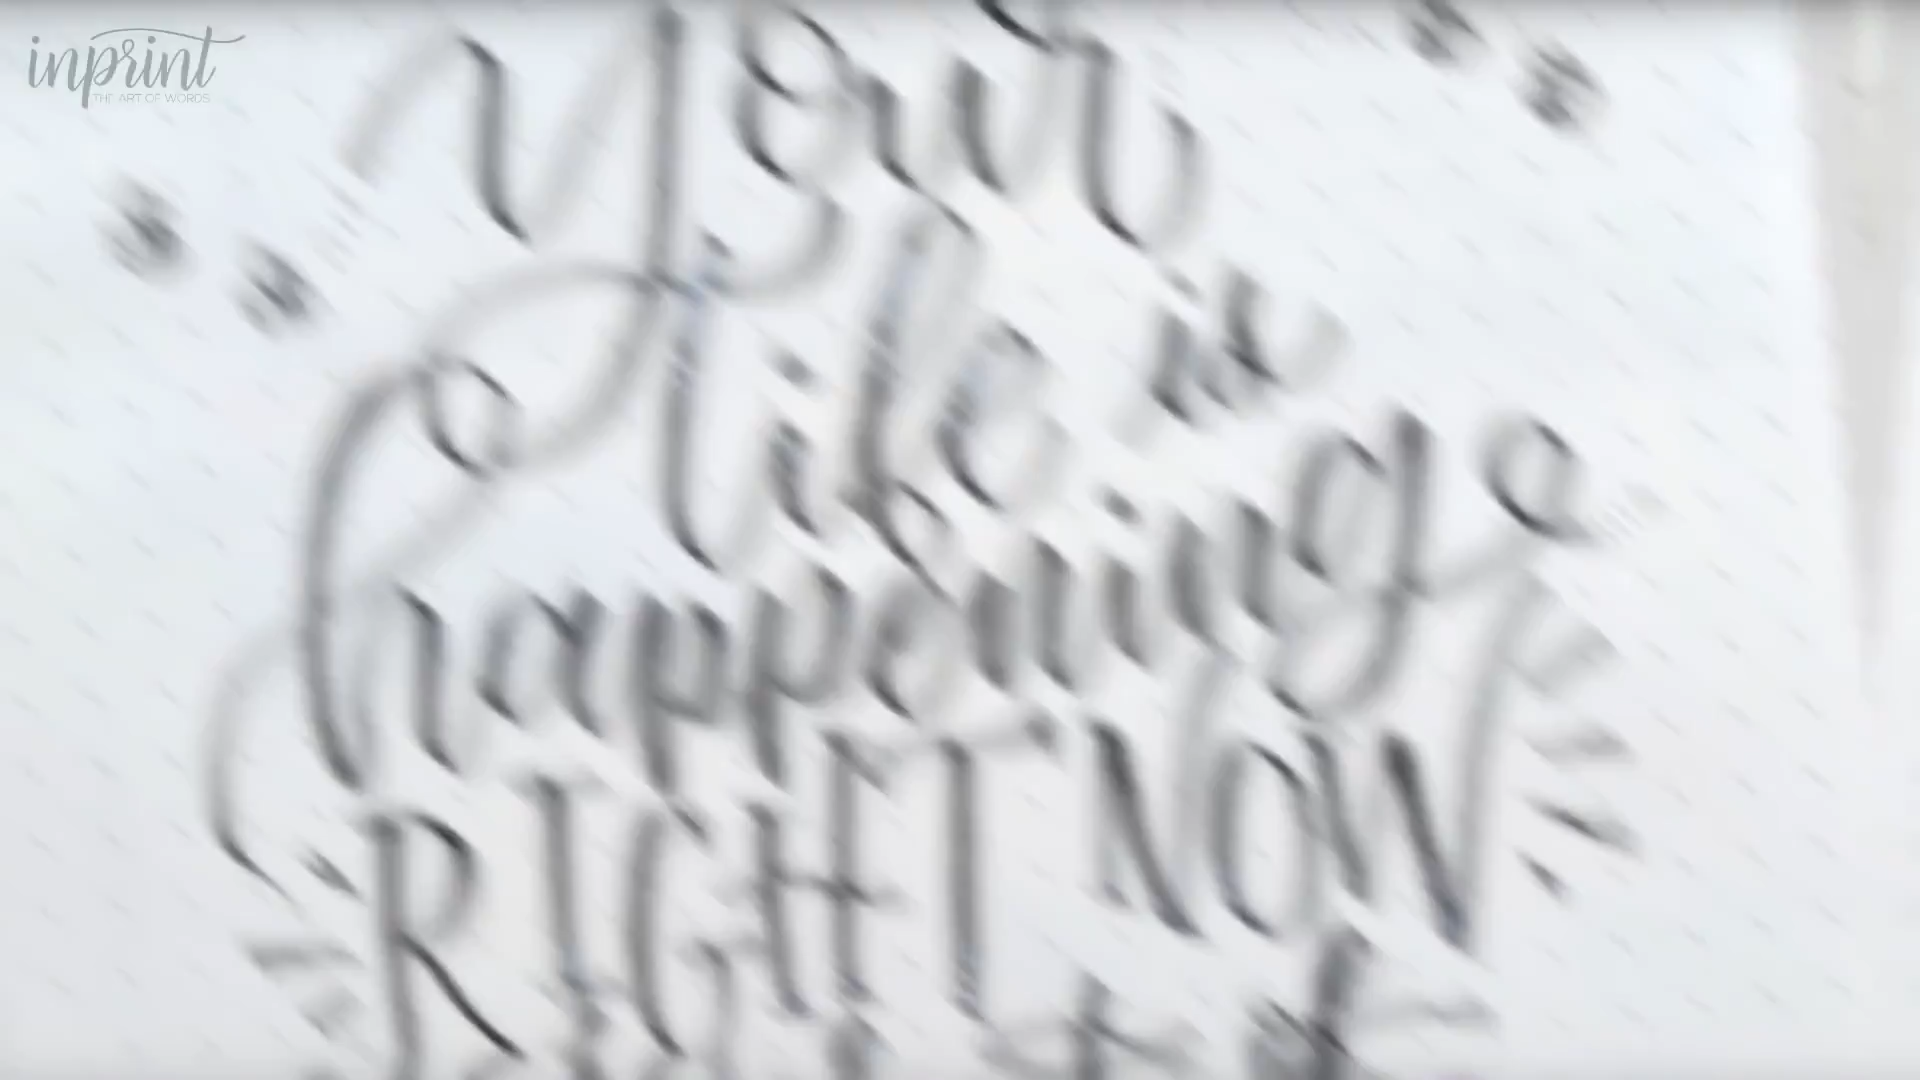 inprint
THE ART OF WORDS
Your
life is
happening
RIGHT NOW